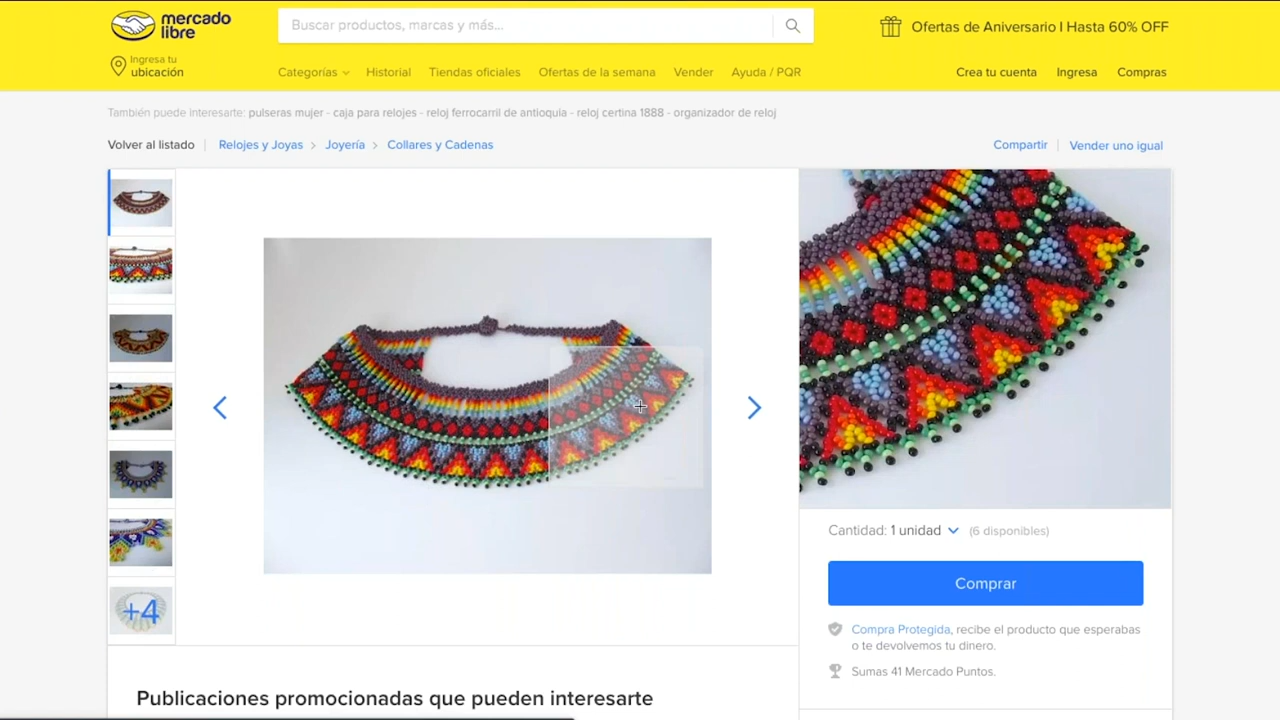 mercado
libre
Buscar productos, marcas y más...
Ofertas de Aniversario I Hasta 60% OFF
Ingresa tu
ubicación
Categorías
Historial
Tiendas oficiales
Ofertas de la semana
Vender
Ayuda / PQR
Crea tu cuenta
Ingresa
Compras
También puede interesarte: pulseras mujer - caja para relojes - reloj ferrocarril de antioquia - reloj certina 1888 - organizador de reloj
Volver al listado
Relojes y Joyas > Joyería > Collares y Cadenas
Compartir
Vender uno igual
+4
Cantidad: 1 unidad (6 disponibles)
Comprar
Compra Protegida, recibe el producto que esperabas
o te devolvemos tu dinero.
Sumas 41 Mercado Puntos.
Publicaciones promocionadas que pueden interesarte